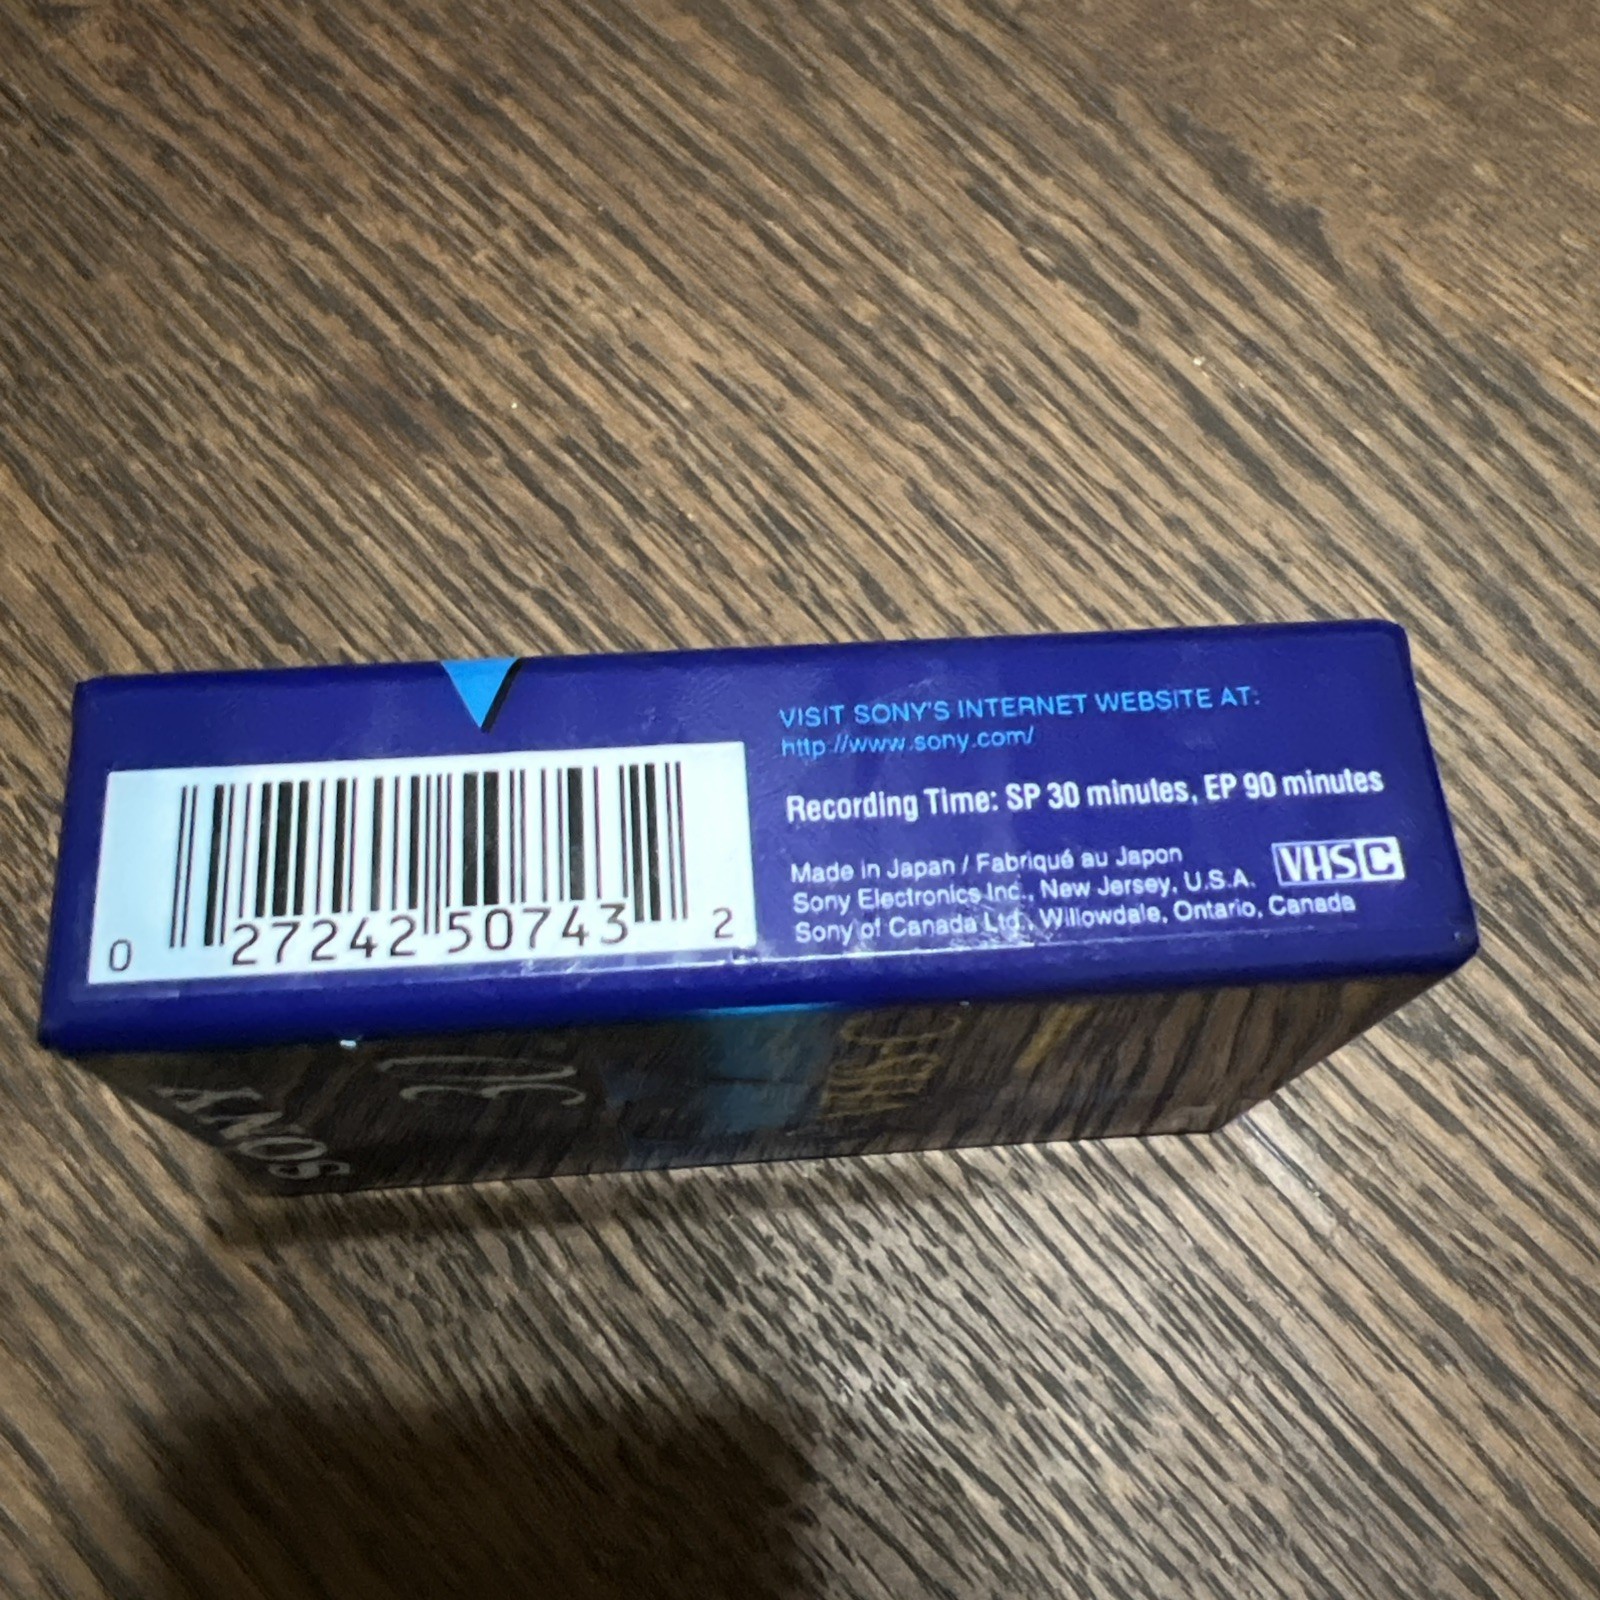 VISIT SONY'S INTERNET WEBSITE AT:
http://www.sony.com/
Recording Time: SP 30 minutes, EP 90 minutes
Made in Japan / Fabriqué au Japon
Sony Electronics Inc., New Jersey, U.S.A.
VHS C
Sony of Canada Ltd., Willowdale, Ontario, Canada
0 27242 50743 2
SONY